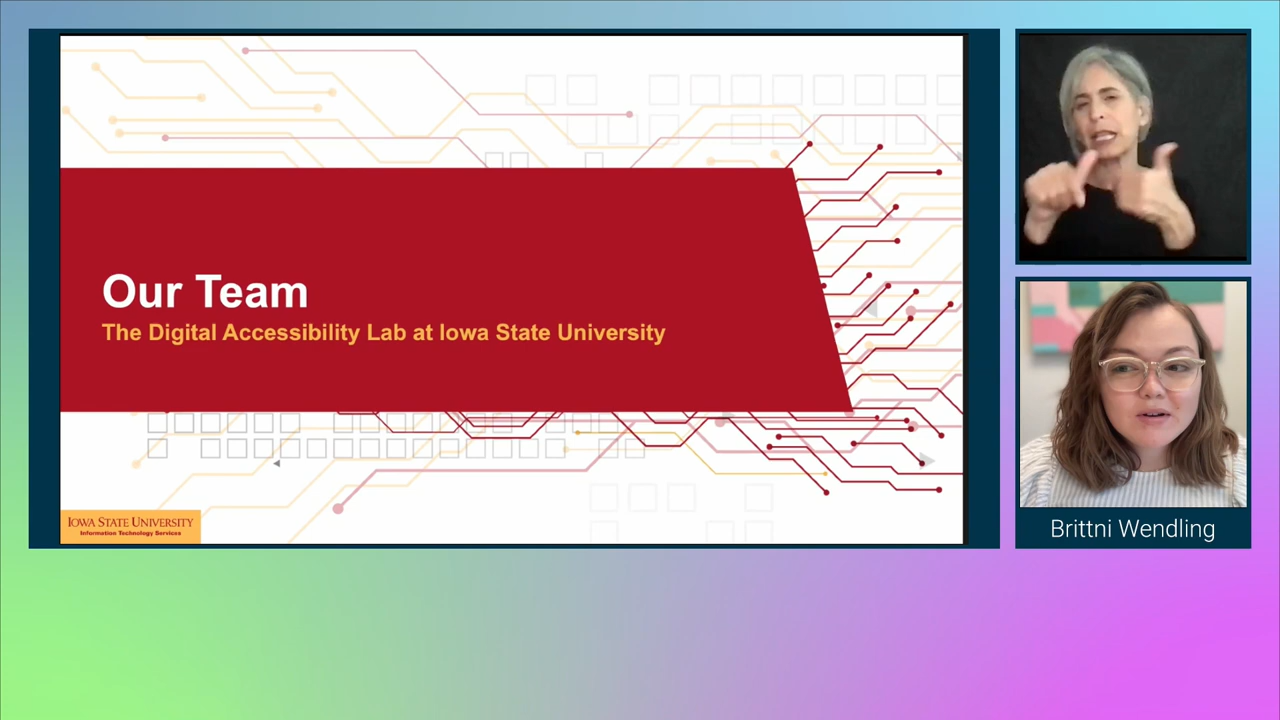 Our Team
The Digital Accessibility Lab at Iowa State University
IOWA STATE UNIVERSITY
Information Technology Services
Brittni Wendling